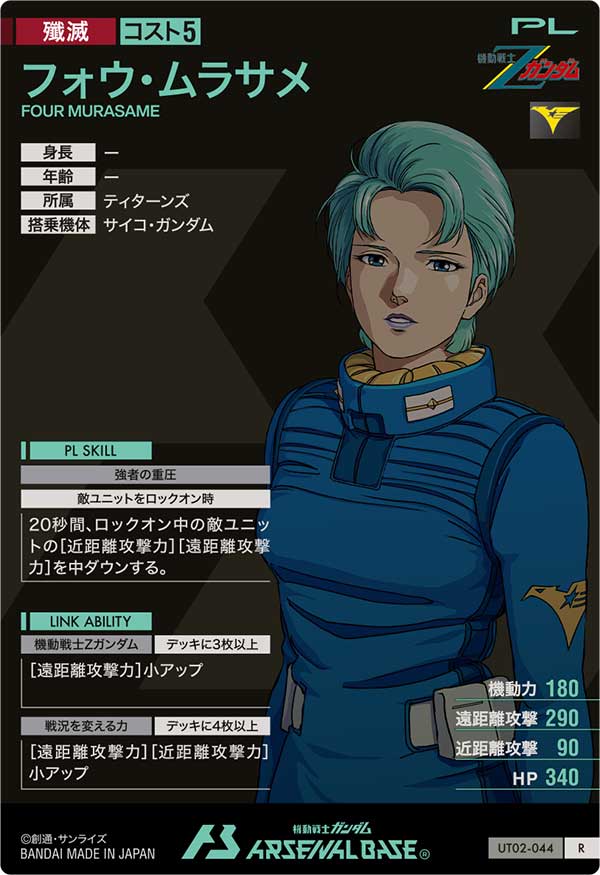 殲滅 コスト5 PL
フォウ・ムラサメ
FOUR MURASAME
機動戦士
Ζガンダム
身長 ー
年齢 ー
所属 ティターンズ
搭乗機体 サイコ・ガンダム
PL SKILL
強者の重圧
敵ユニットをロックオン時
20秒間、ロックオン中の敵ユニッ
トの[近距離攻撃力][遠距離攻撃
力]を中ダウンする。
LINK ABILITY
機動戦士Zガンダム デッキに3枚以上
[遠距離攻撃力]小アップ
戦況を変える力 デッキに4枚以上
[遠距離攻撃力][近距離攻撃力]
小アップ
機動力 180
遠距離攻撃 290
近距離攻撃 90
HP 340
©創通・サンライズ
BANDAI MADE IN JAPAN
機動戦士ガンダム
ARSENAL BASE®
UT02-044 R